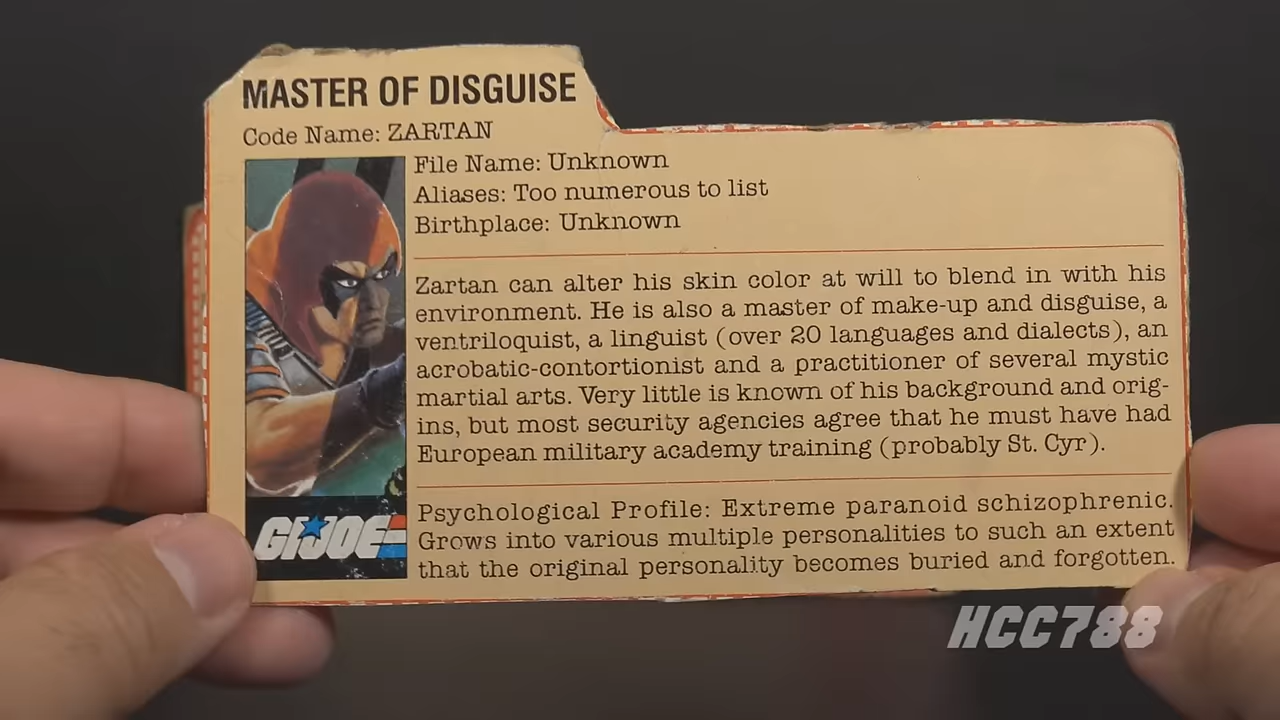 MASTER OF DISGUISE
Code Name: ZARTAN
File Name: Unknown
Aliases: Too numerous to list
Birthplace: Unknown
Zartan can alter his skin color at will to blend in with his
environment. He is also a master of make-up and disguise, a
ventriloquist, a linguist (over 20 languages and dialects), an
acrobatic-contortionist and a practitioner of several mystic
martial arts. Very little is known of his background and orig-
ins, but most security agencies agree that he must have had
European military academy training (probably St. Cyr).
Psychological Profile: Extreme paranoid schizophrenic.
Grows into various multiple personalities to such an extent
that the original personality becomes buried and forgotten.
GI JOE
HCC788